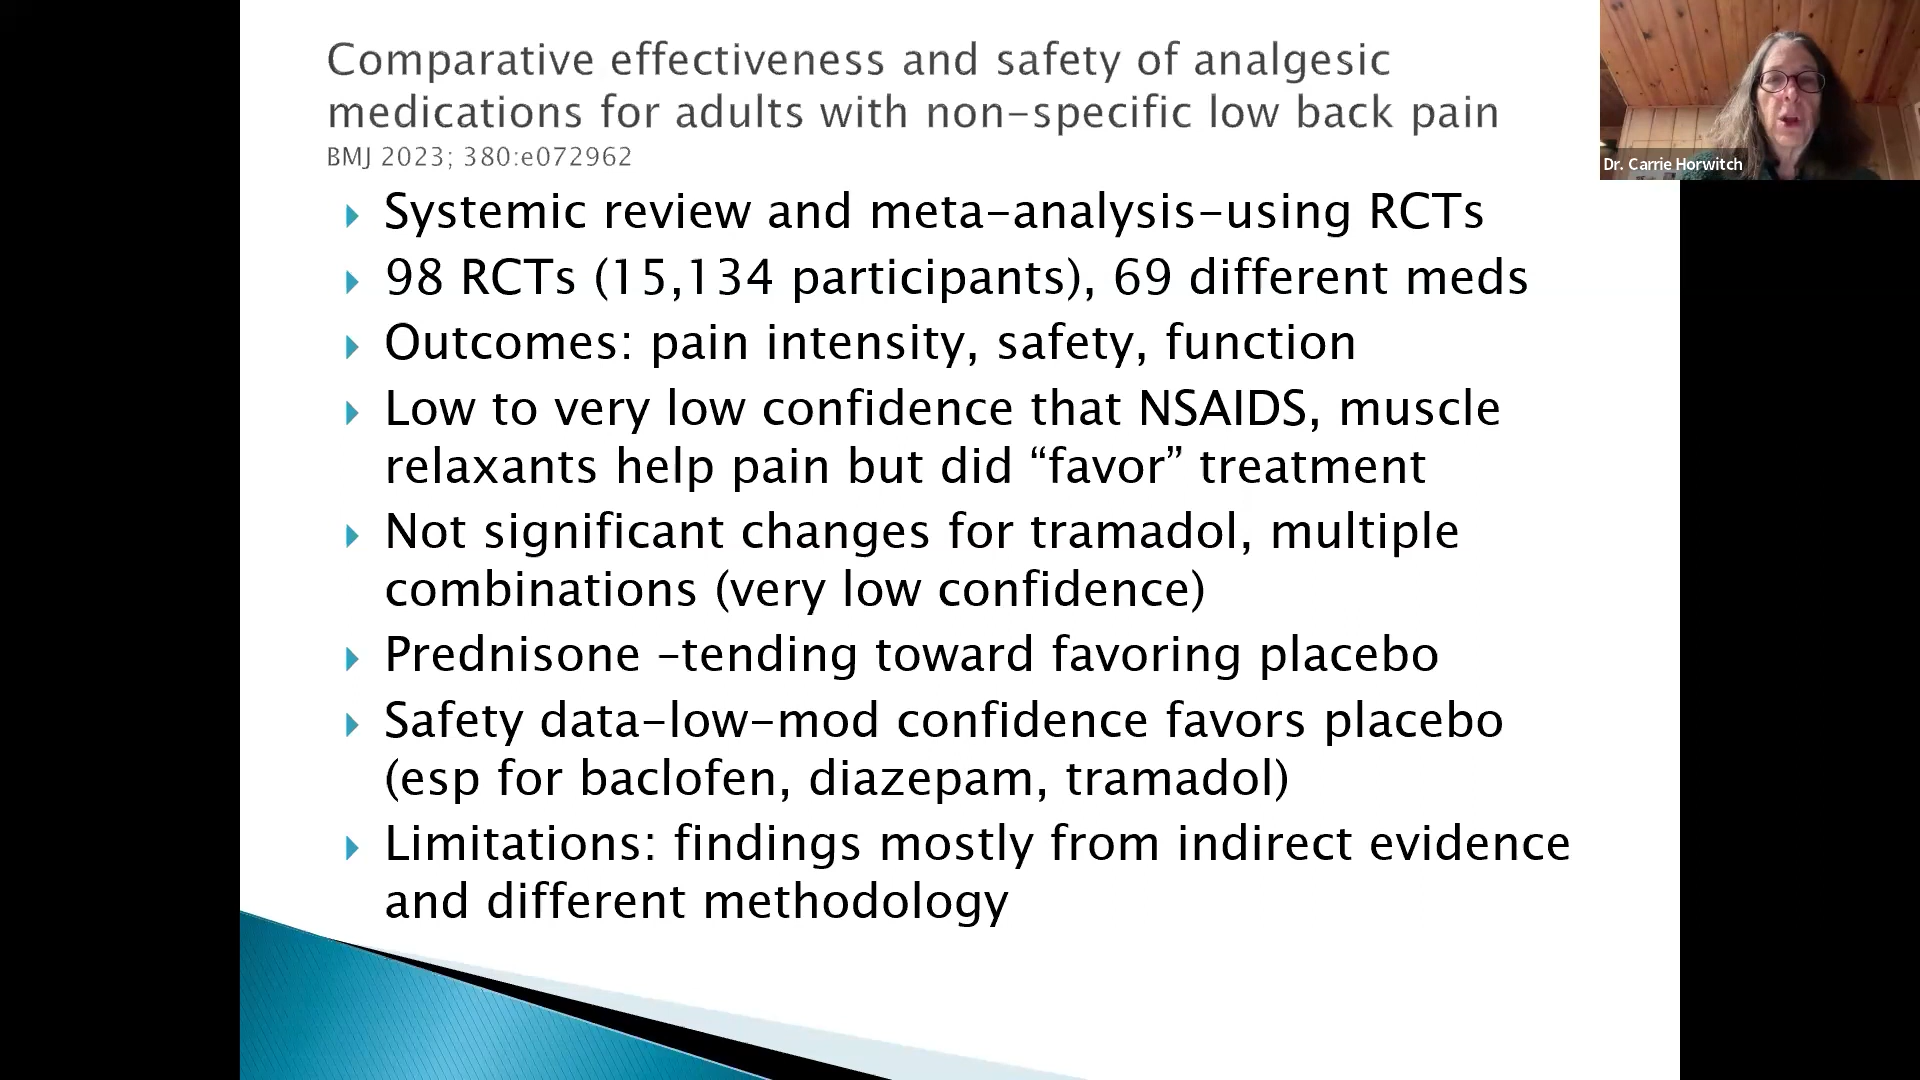 Comparative effectiveness and safety of analgesic
medications for adults with non-specific low back pain
BMJ 2023; 380:e072962
Systemic review and meta-analysis-using RCTs
98 RCTs (15,134 participants), 69 different meds
Outcomes: pain intensity, safety, function
Low to very low confidence that NSAIDS, muscle
relaxants help pain but did “favor” treatment
Not significant changes for tramadol, multiple
combinations (very low confidence)
Prednisone –tending toward favoring placebo
Safety data-low-mod confidence favors placebo
(esp for baclofen, diazepam, tramadol)
Limitations: findings mostly from indirect evidence
and different methodology
Dr. Carrie Horwitch